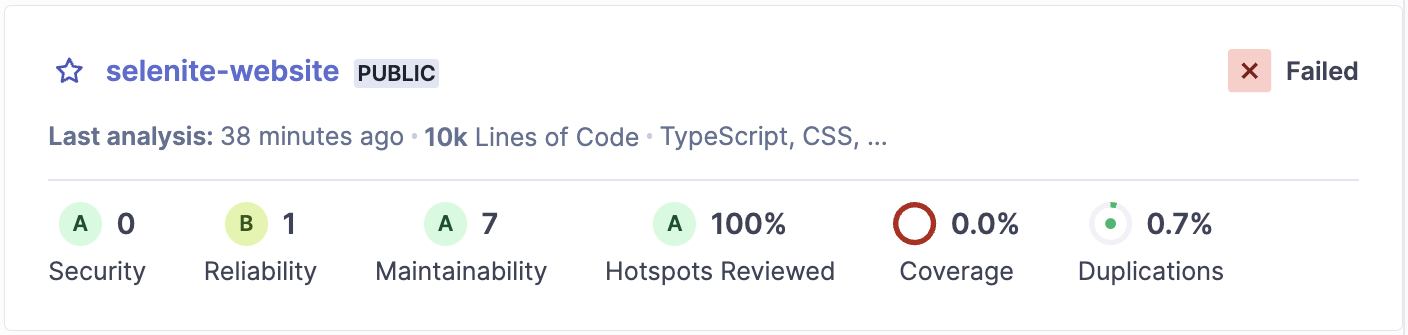 selenite-website PUBLIC
✕ Failed
Last analysis: 38 minutes ago • 10k Lines of Code • TypeScript, CSS, ...
A 0 B 1 A 7 A 100% 0.0% 0.7%
Security Reliability Maintainability Hotspots Reviewed Coverage Duplications